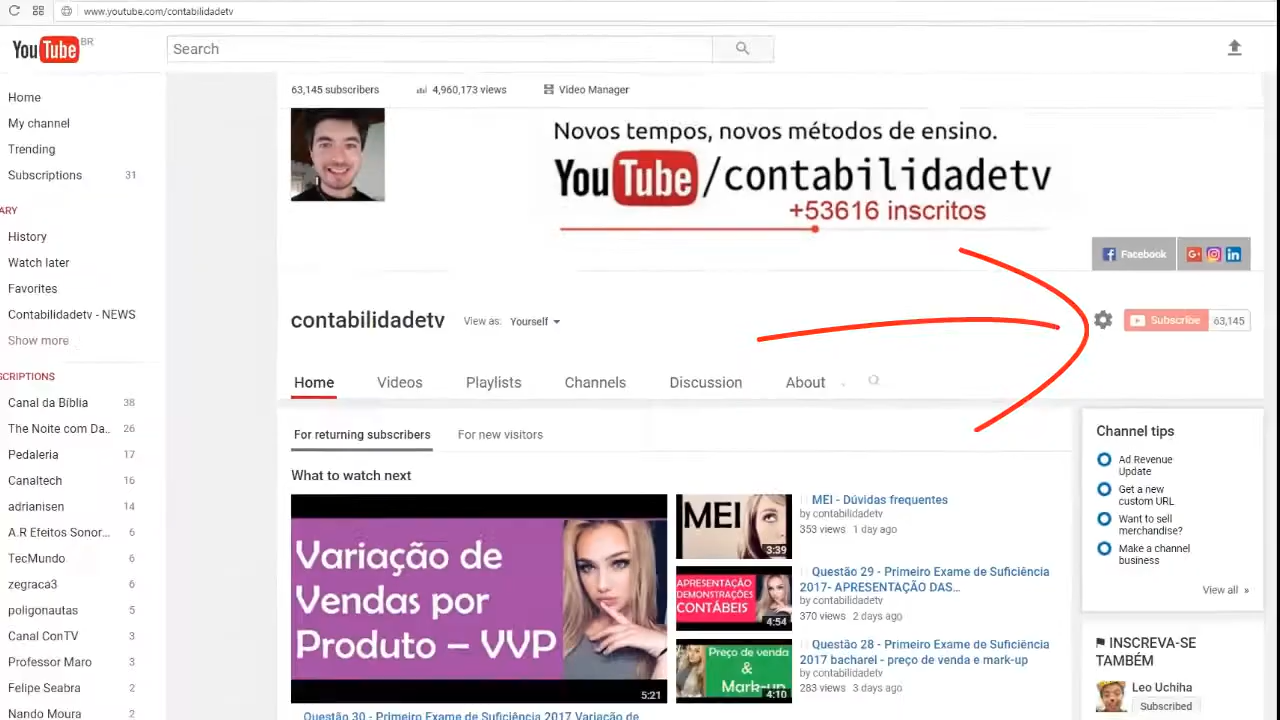 www.youtube.com/contabilidadetv
YouTube BR
Search
63,145 subscribers
4,960,173 views
Video Manager
Home
My channel
Trending
Subscriptions 31
ARY
History
Watch later
Favorites
Contabilidadetv - NEWS
Show more
SCRIPTIONS
Canal da Bíblia 38
The Noite com Da.. 26
Pedaleria 17
Canaltech 16
adrianisen 6
A.R Efeitos Sonor... 6
TecMundo 6
zegraca3 6
poligonautas 5
Canal ConTV 3
Professor Maro 3
Felipe Seabra 2
Nando Moura 2
Novos tempos, novos métodos de ensino.
YouTube/contabilidadetv
+53616 inscritos
Facebook
G+
in
contabilidadetv
View as: Yourself
Subscribe 63,145
Home
Videos
Playlists
Channels
Discussion
About
For returning subscribers
For new visitors
What to watch next
Variação de
Vendas por
Produto – VVP
5:21
Questão 30 - Primeiro Exame de Suficiência 2017 Variação de
MEI
3:39
MEI - Dúvidas frequentes
by contabilidadetv
353 views 1 day ago
APRESENTAÇÃO DAS
DEMONSTRAÇÕES
CONTÁBEIS
4:54
Questão 29 - Primeiro Exame de Suficiência
2017- APRESENTAÇÃO DAS...
by contabilidadetv
370 views 2 days ago
Preço de venda
&
Mark-up
4:10
Questão 28 - Primeiro Exame de Suficiência
2017 bacharei - preço de venda e mark-up
by contabilidadetv
283 views 3 days ago
Channel tips
Ad Revenue
Update
Get a new
custom URL
Want to sell
merchandise?
Make a channel
business
View all »
INSCREVA-SE
TAMBÉM
Leo Uchiha
Subscribed